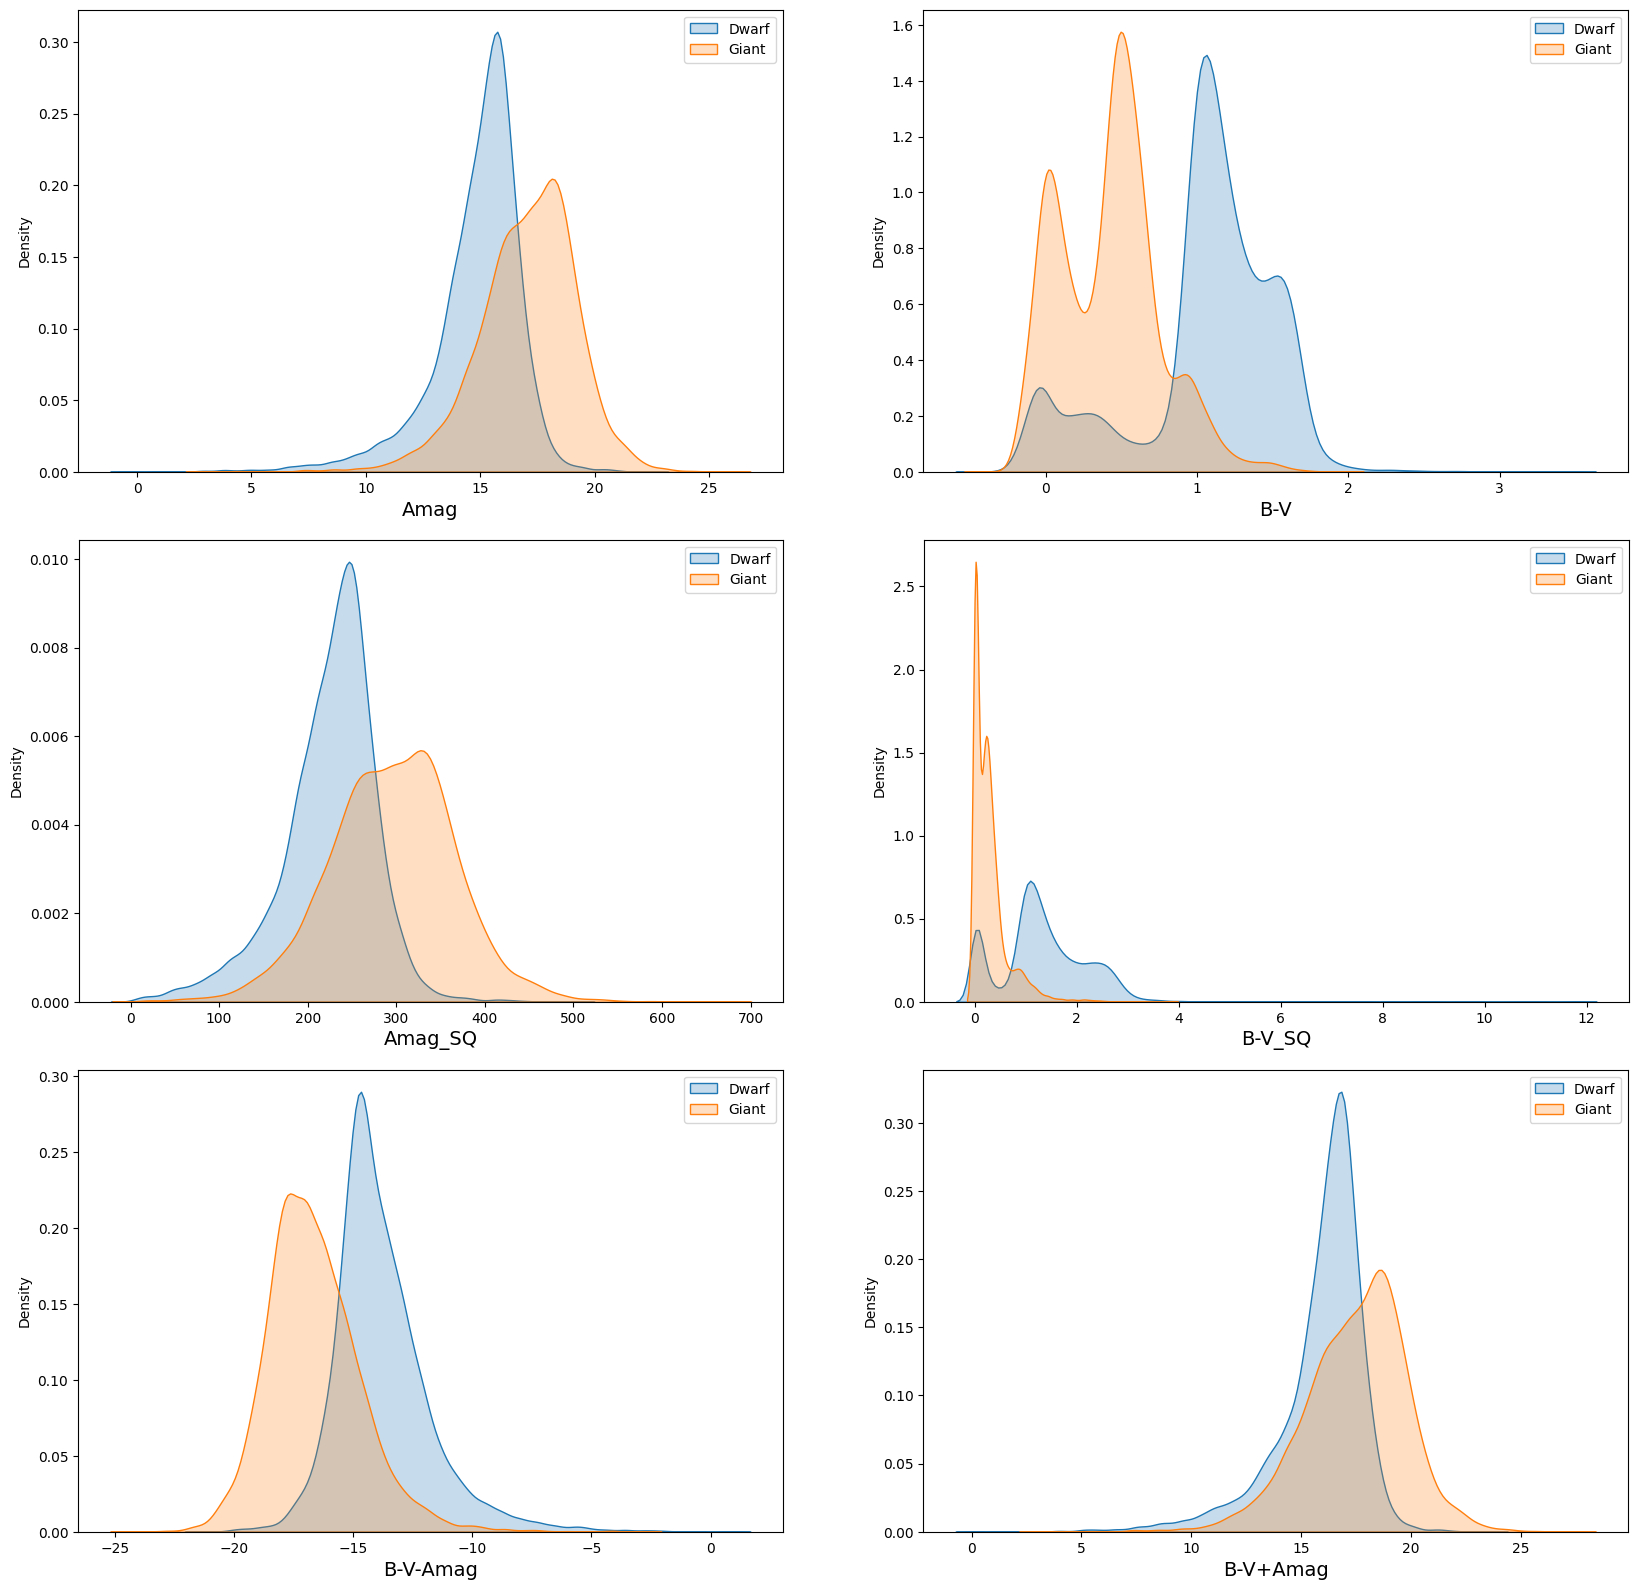 Dwarf
Giant
0.30
0.25
0.20
0.15
0.10
0.05
0.00
Density
0 5 10 15 20 25
Amag
Dwarf
Giant
1.6
1.4
1.2
1.0
0.8
0.6
0.4
0.2
0.0
Density
0 1 2 3
B-V
Dwarf
Giant
0.010
0.008
0.006
0.004
0.002
0.000
Density
0 100 200 300 400 500 600 700
Amag_SQ
Dwarf
Giant
2.5
2.0
1.5
1.0
0.5
0.0
Density
0 2 4 6 8 10 12
B-V_SQ
Dwarf
Giant
0.30
0.25
0.20
0.15
0.10
0.05
0.00
Density
−25 −20 −15 −10 −5 0
B-V-Amag
Dwarf
Giant
0.30
0.25
0.20
0.15
0.10
0.05
0.00
Density
0 5 10 15 20 25
B-V+Amag